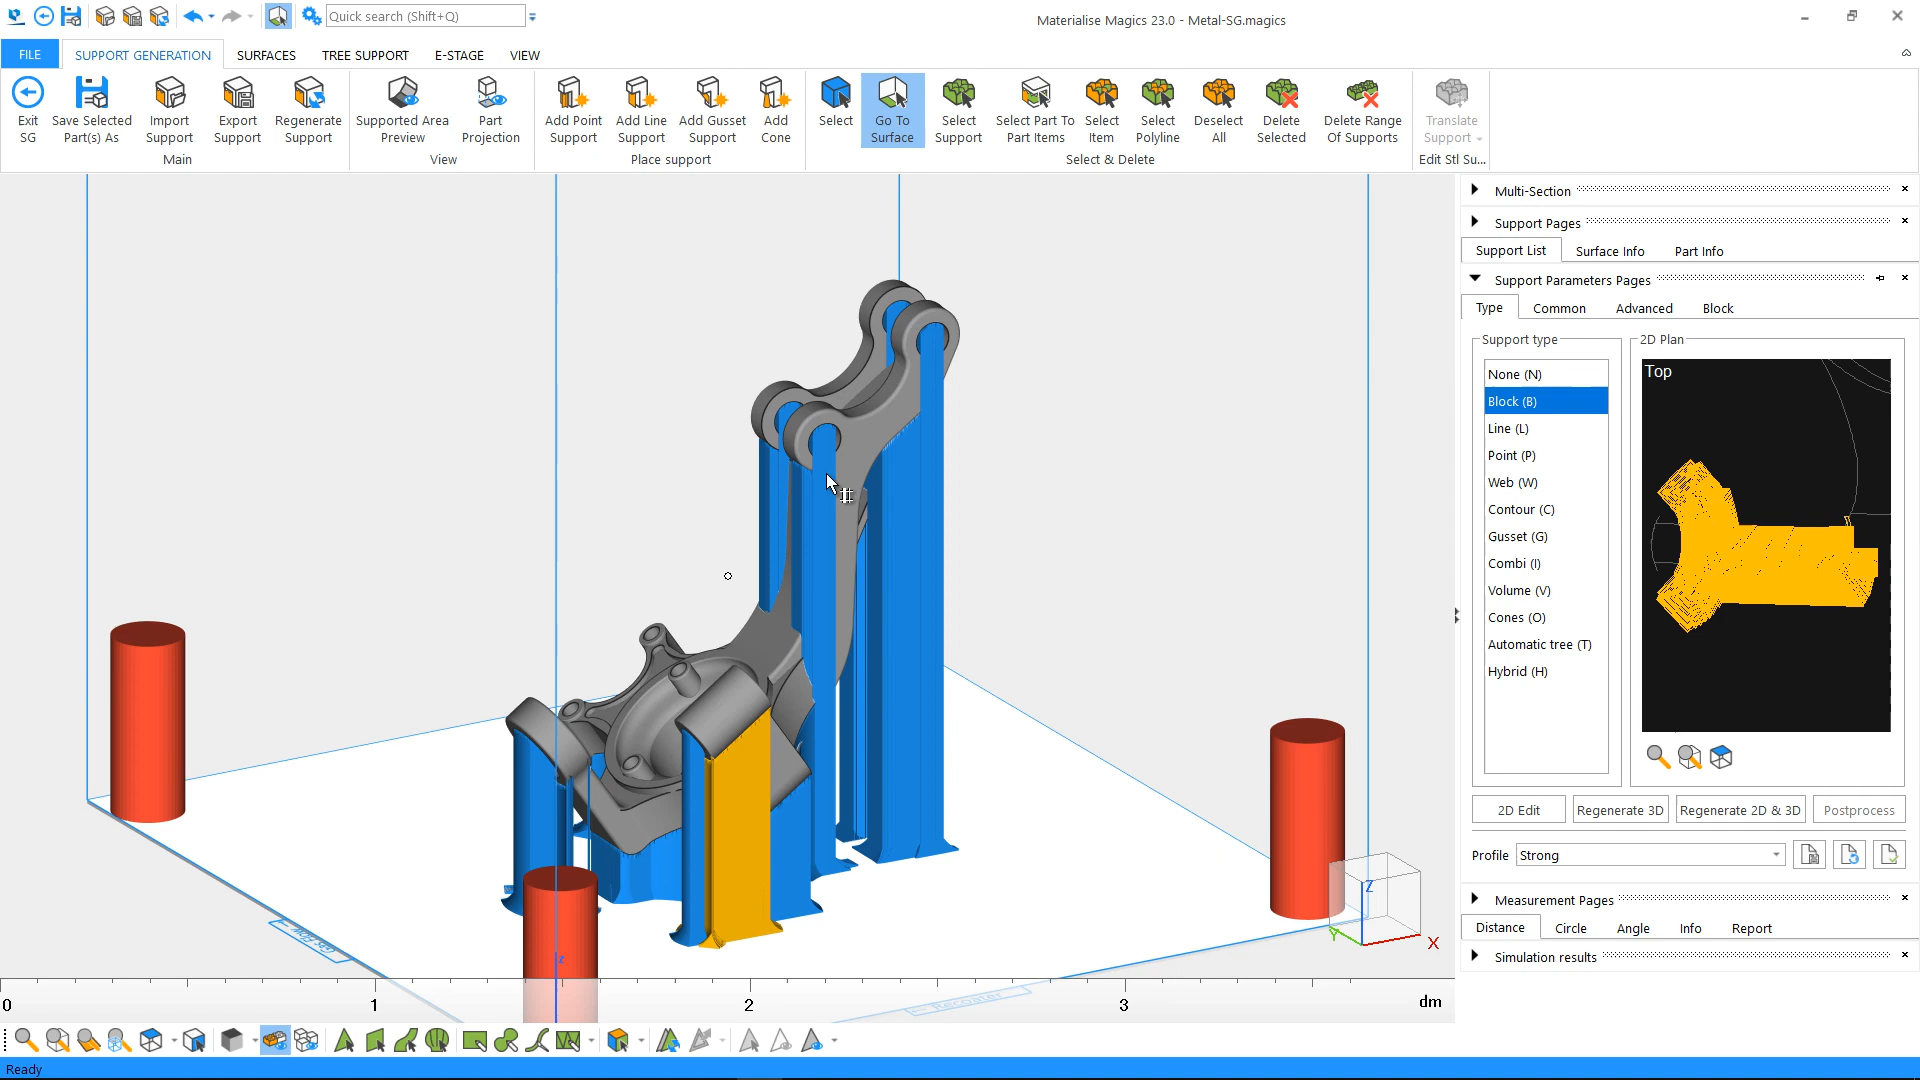 Quick search (Shift+Q)
Materialise Magics 23.0 - Metal-SG.magics
FILE
SUPPORT GENERATION
SURFACES
TREE SUPPORT
E-STAGE
VIEW
Exit SG
Save Selected Part(s) As
Import Support
Export Support
Regenerate Support
Main
Supported Area Preview
Part Projection
View
Add Point Support
Add Line Support
Add Gusset Support
Add Cone
Place support
Select
Go To Surface
Select Support
Select Part To Part Items
Select Item
Select Polyline
Deselect All
Delete Selected
Delete Range Of Supports
Select & Delete
Translate Support
Edit Stl Su...
Multi-Section
Support Pages
Support List
Surface Info
Part Info
Support Parameters Pages
Type
Common
Advanced
Block
Support type
None (N)
Block (B)
Line (L)
Point (P)
Web (W)
Contour (C)
Gusset (G)
Combi (I)
Volume (V)
Cones (O)
Automatic tree (T)
Hybrid (H)
2D Plan
Top
2D Edit
Regenerate 3D
Regenerate 2D & 3D
Postprocess
Profile
Strong
Measurement Pages
Distance
Circle
Angle
Info
Report
Simulation results
Z
Y
X
z
Recoater
0
1
2
3
dm
Ready